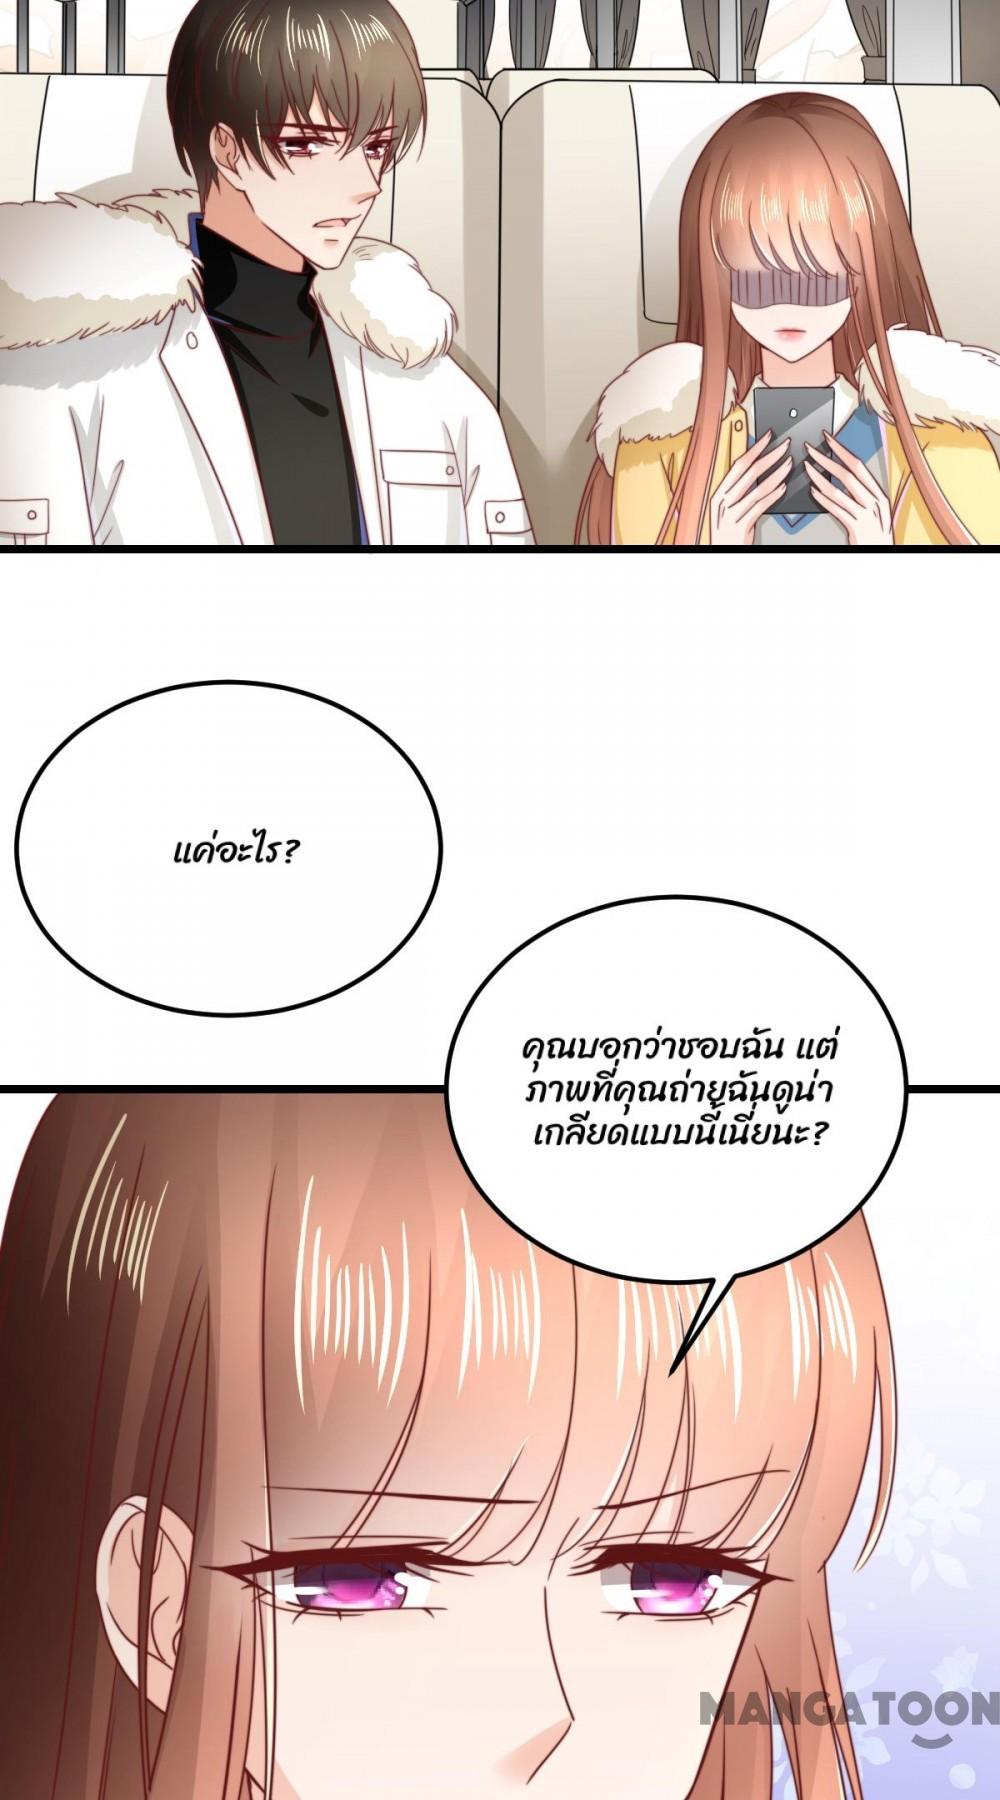 แค่อะไร?
คุณบอกว่าชอบฉัน แต่
ภาพที่คุณถ่ายฉันดูน่า
เกลียดแบบนี้เนี่ยนะ?
MANGATOON